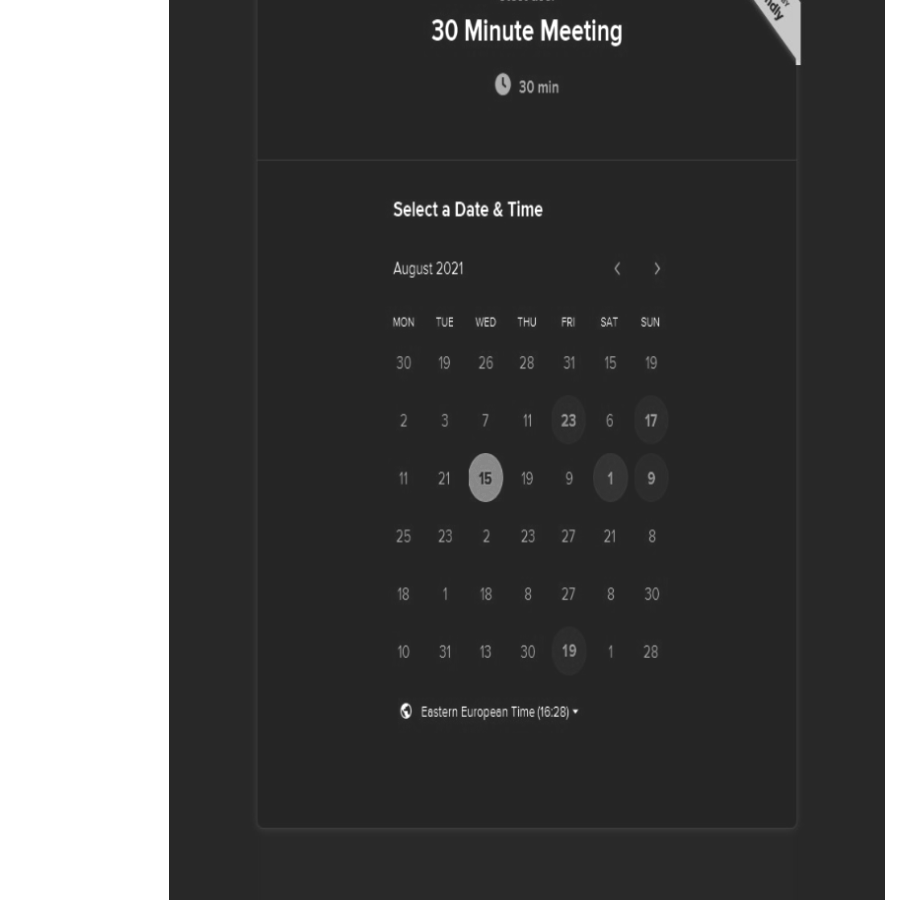 30 Minute Meeting
30 min
Select a Date & Time
August 2021
MON TUE WED THU FRI SAT SUN
30 19 26 28 31 15 19
2 3 7 11 23 6 17
11 21 15 19 9 1 9
25 23 2 23 27 21 8
18 1 18 8 27 8 30
10 31 13 30 19 1 28
Eastern European Time (16:28)